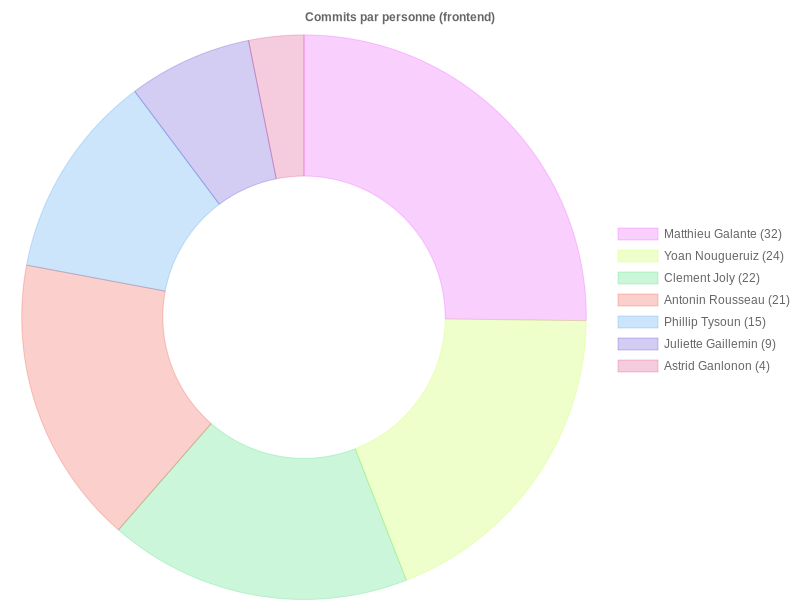 Commits par personne (frontend)
Matthieu Galante (32)
Yoan Nougueruiz (24)
Clement Joly (22)
Antonin Rousseau (21)
Phillip Tysoun (15)
Juliette Gaillemin (9)
Astrid Ganlonon (4)